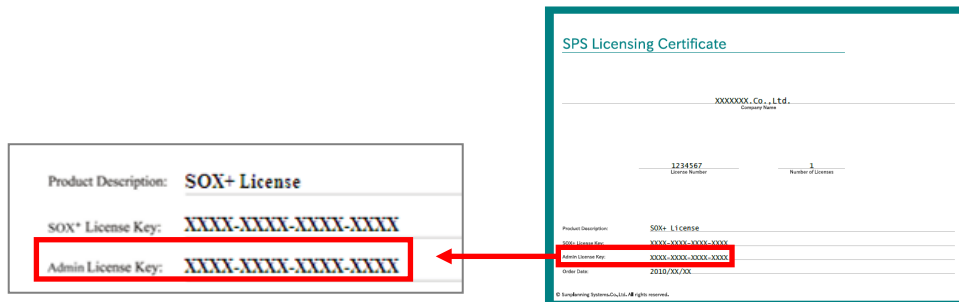 Product Description: SOX+ License
SOX+ License Key: XXXX-XXXX-XXXX-XXXX
Admin License Key: XXXX-XXXX-XXXX-XXXX
SPS Licensing Certificate
XXXXXXX.Co.,Ltd.
Company Name
1234567 1
License Number Number of Licenses
Product Description: SOX+ License
SOX+ License Key: XXXX-XXXX-XXXX-XXXX
Admin License Key: XXXX-XXXX-XXXX-XXXX
Order Date: 2010/XX/XX
© Sunplanning Systems.Co.,Ltd. All rights reserved.